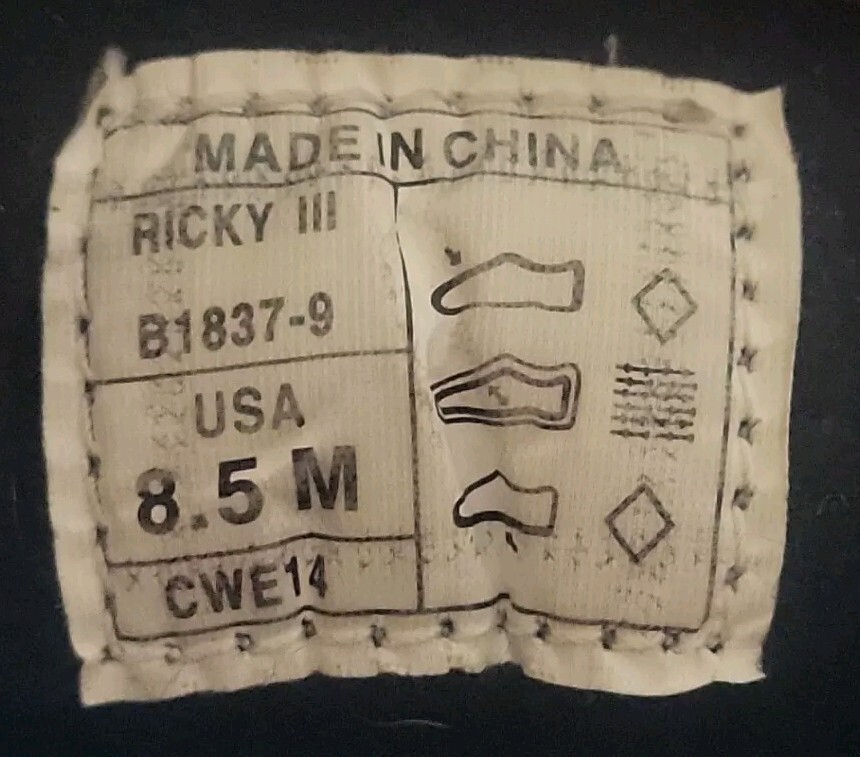 MADE IN CHINA
RICKY III
B1837-9
USA
8.5 M
CWE14